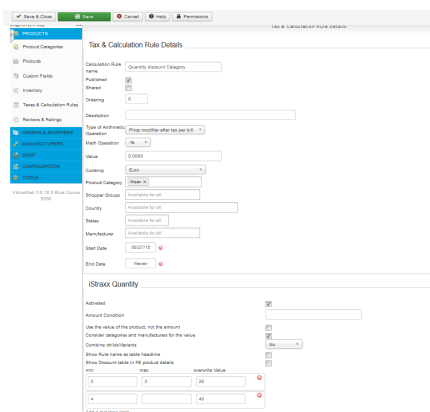 Save & Close
Save
Cancel
Help
Permissions
Tax & Calculation Rule Details
PRODUCTS
Product Categories
Products
Custom Fields
Inventory
Taxes & Calculation Rules
Reviews & Ratings
ORDERS & SHOPPERS
MANUFACTURERS
SHOP
CONFIGURATION
TOOLS
Tax & Calculation Rule Details
Calculation Rule name
Quantity discount Category
Published
Shared
Ordering
0
Description
Type of Arithmetic Operation
Price modifier after tax per bill
Math Operation
-%
Value
0.0000
Currency
Euro
Product Category
Wear ×
Shopper Groups
Available for all
Country
Available for all
States
Available for all
Manufacturer
Available for all
Start Date
09/27/15
End Date
Never
iStraxx Quantity
Activated
Amount Condition
Use the value of the product, not the amount
Consider categories and manufacturers for the value
Combine childs/Variants
No
Show Rule name as table headline
Show Discount table in FE product details
min
max
overwrite Value
3
20
4
40